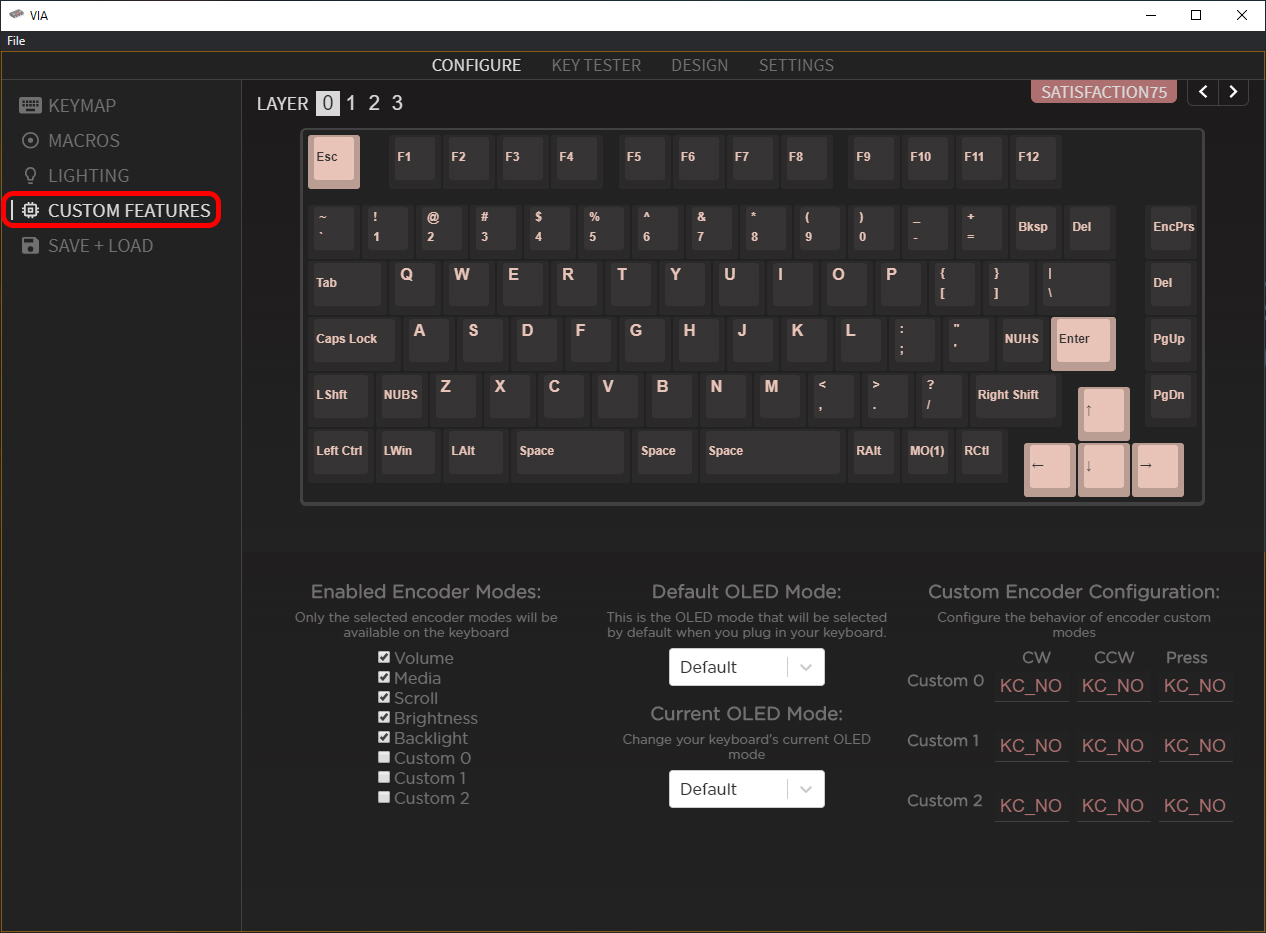 VIA
File
CONFIGURE KEY TESTER DESIGN SETTINGS
KEYMAP
MACROS
LIGHTING
CUSTOM FEATURES
SAVE + LOAD
LAYER 0 1 2 3
SATISFACTION75
Esc F1 F2 F3 F4 F5 F6 F7 F8 F9 F10 F11 F12
~ ! @ # $ % ^ & * ( ) _ +
` 1 2 3 4 5 6 7 8 9 0 - = Bksp Del EncPrs
Tab Q W E R T Y U I O P { } |
[ ] \ Del
Caps Lock A S D F G H J K L : "
; ' NUHS Enter PgUp
LShft NUBS Z X C V B N M < > ?
, . / Right Shift ↑ PgDn
Left Ctrl LWin LAlt Space Space Space RAlt MO(1) RCtl ← ↓ →
Enabled Encoder Modes:
Only the selected encoder modes will be
available on the keyboard
Volume
Media
Scroll
Brightness
Backlight
Custom 0
Custom 1
Custom 2
Default OLED Mode:
This is the OLED mode that will be selected
by default when you plug in your keyboard.
Default
Current OLED Mode:
Change your keyboard's current OLED
mode
Default
Custom Encoder Configuration:
Configure the behavior of encoder custom
modes
CW CCW Press
Custom 0 KC_NO KC_NO KC_NO
Custom 1 KC_NO KC_NO KC_NO
Custom 2 KC_NO KC_NO KC_NO